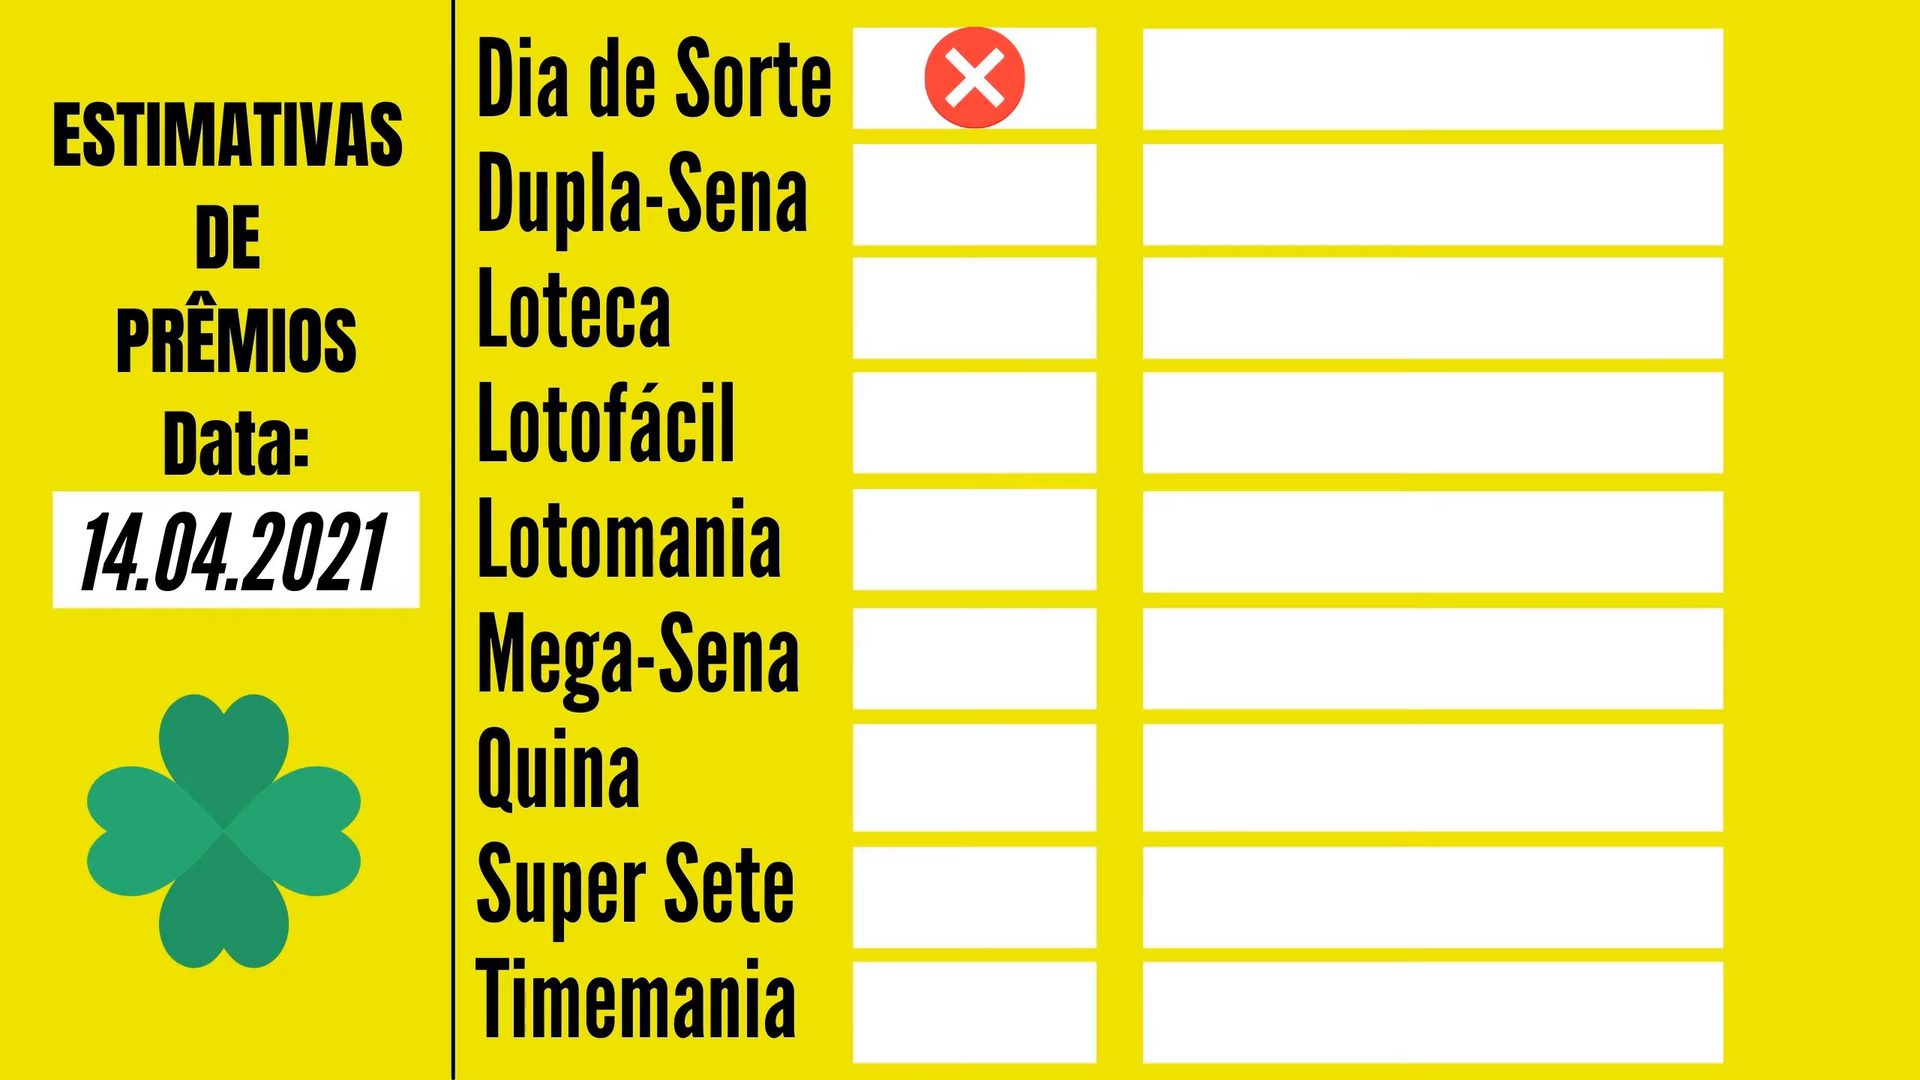 ESTIMATIVAS
DE
PRÊMIOS
Data:
14.04.2021
Dia de Sorte
Dupla-Sena
Loteca
Lotofácil
Lotomania
Mega-Sena
Quina
Super Sete
Timemania